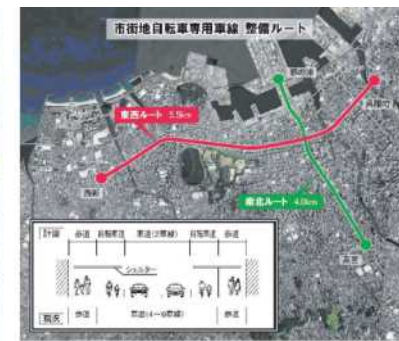 市街地自転車専用車線 整備ルート
東西ルート 5.5km
西新
南北ルート 4.0km
高宮
計画 歩道 自転車道 車道(2車線) 自転車道 歩道
シェルター
現況 歩道 車道(4〜6車線) 歩道